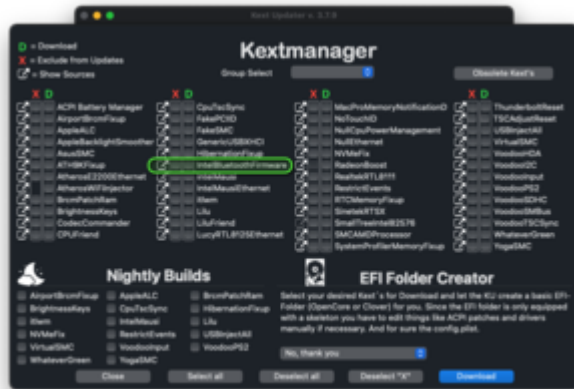 Kext Updater v. 3.7.9
D = Download
X = Exclude from Updates
= Show Sources
Kextmanager
Group Select
Obsolete Kext's
X D
ACPI Battery Manager
AirportBrcmFixup
AppleALC
AppleBacklightSmoother
AsusSMC
ATH9KFixup
AtherosE2200Ethernet
AtherosWiFiInjector
BrcmPatchRam
BrightnessKeys
CodecCommander
CPUFriend
X D
CpuTscSync
FakePCIID
FakeSMC
GenericUSBXHCI
HibernationFixup
IntelBluetoothFirmware
IntelMausi
IntelMausiEthernet
itlwm
Lilu
LiluFriend
LucyRTL8125Ethernet
X D
MacProMemoryNotificationD
NoTouchID
NullCpuPowerManagement
NullEthernet
NVMeFix
RadeonBoost
RealtekRTL8111
RestrictEvents
RTCMemoryFixup
SinetekRTSX
SmallTreeIntel82576
SMCAMDProcessor
SystemProfilerMemoryFixup
X D
ThunderboltReset
TSCAdjustReset
USBInjectAll
VirtualSMC
VoodooHDA
VoodooI2C
VoodooInput
VoodooPS2
VoodooSDHC
VoodooSMBus
VoodooTSCSync
WhateverGreen
YogaSMC
Nightly Builds
AirportBrcmFixup
AppleALC
BrcmPatchRam
BrightnessKeys
CpuTscSync
HibernationFixup
itlwm
IntelMausi
Lilu
NVMeFix
RestrictEvents
USBInjectAll
VirtualSMC
VoodooInput
VoodooPS2
WhateverGreen
YogaSMC
EFI Folder Creator
Select your desired Kext´s for Download and let the KU create a basic EFI-
Folder (OpenCore or Clover) for you. Since the EFI folder is only equipped
with a skeleton you have to edit things like ACPI patches and drivers
manually if necessary. And for sure the config.plist.
No, thank you
Close
Select all
Deselect all
Deselect "X"
Download